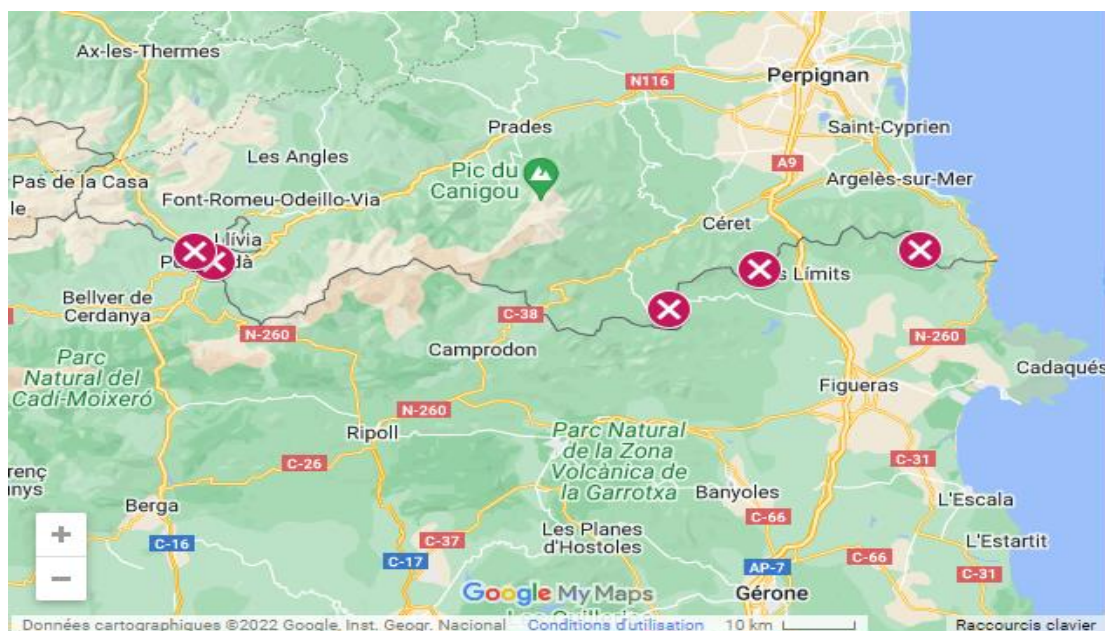 Ax-les-Thermes
N116
Perpignan
Prades
Saint-Cyprien
Les Angles
A9
Pas de la Casa
Pic du
Canigou
Argelès-sur-Mer
le
Font-Romeu-Odeillo-Via
Céret
Llívia
Límits
Bellver de
Cerdanya
C-38
N-260
N-260
Camprodon
Cadaqués
Parc
Natural del
Cadí-Moixeró
Figueras
N-260
Ripoll
Parc Natural
de la Zona
Volcànica de
la Garrotxa
C-26
C-31
Banyoles
L'Escala
Berga
C-66
Les Planes
d'Hostoles
L'Estartit
C-16
C-37
C-17
AP-7
C-66
C-31
Google My Maps
Gérone
Données cartographiques ©2022 Google, Inst. Geogr. Nacional
Conditions d'utilisation
10 km
Raccourcis clavier